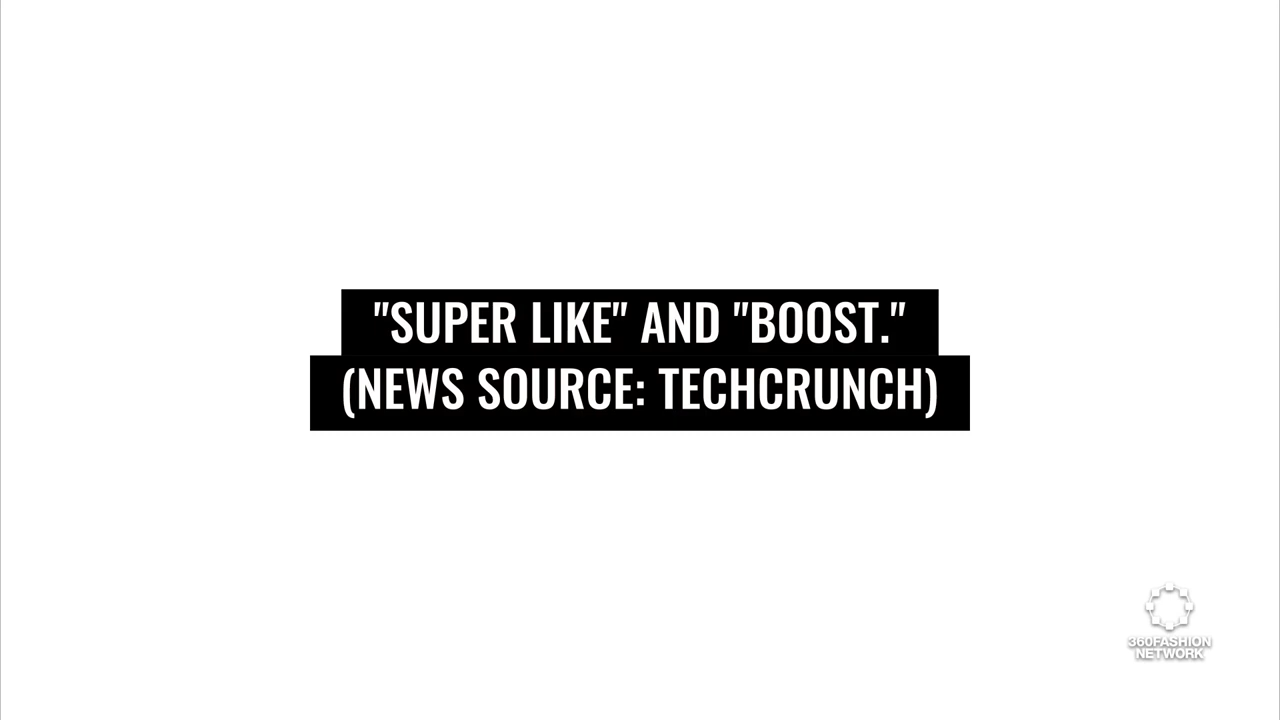 "SUPER LIKE" AND "BOOST."
(NEWS SOURCE: TECHCRUNCH)
360FASHION
NETWORK